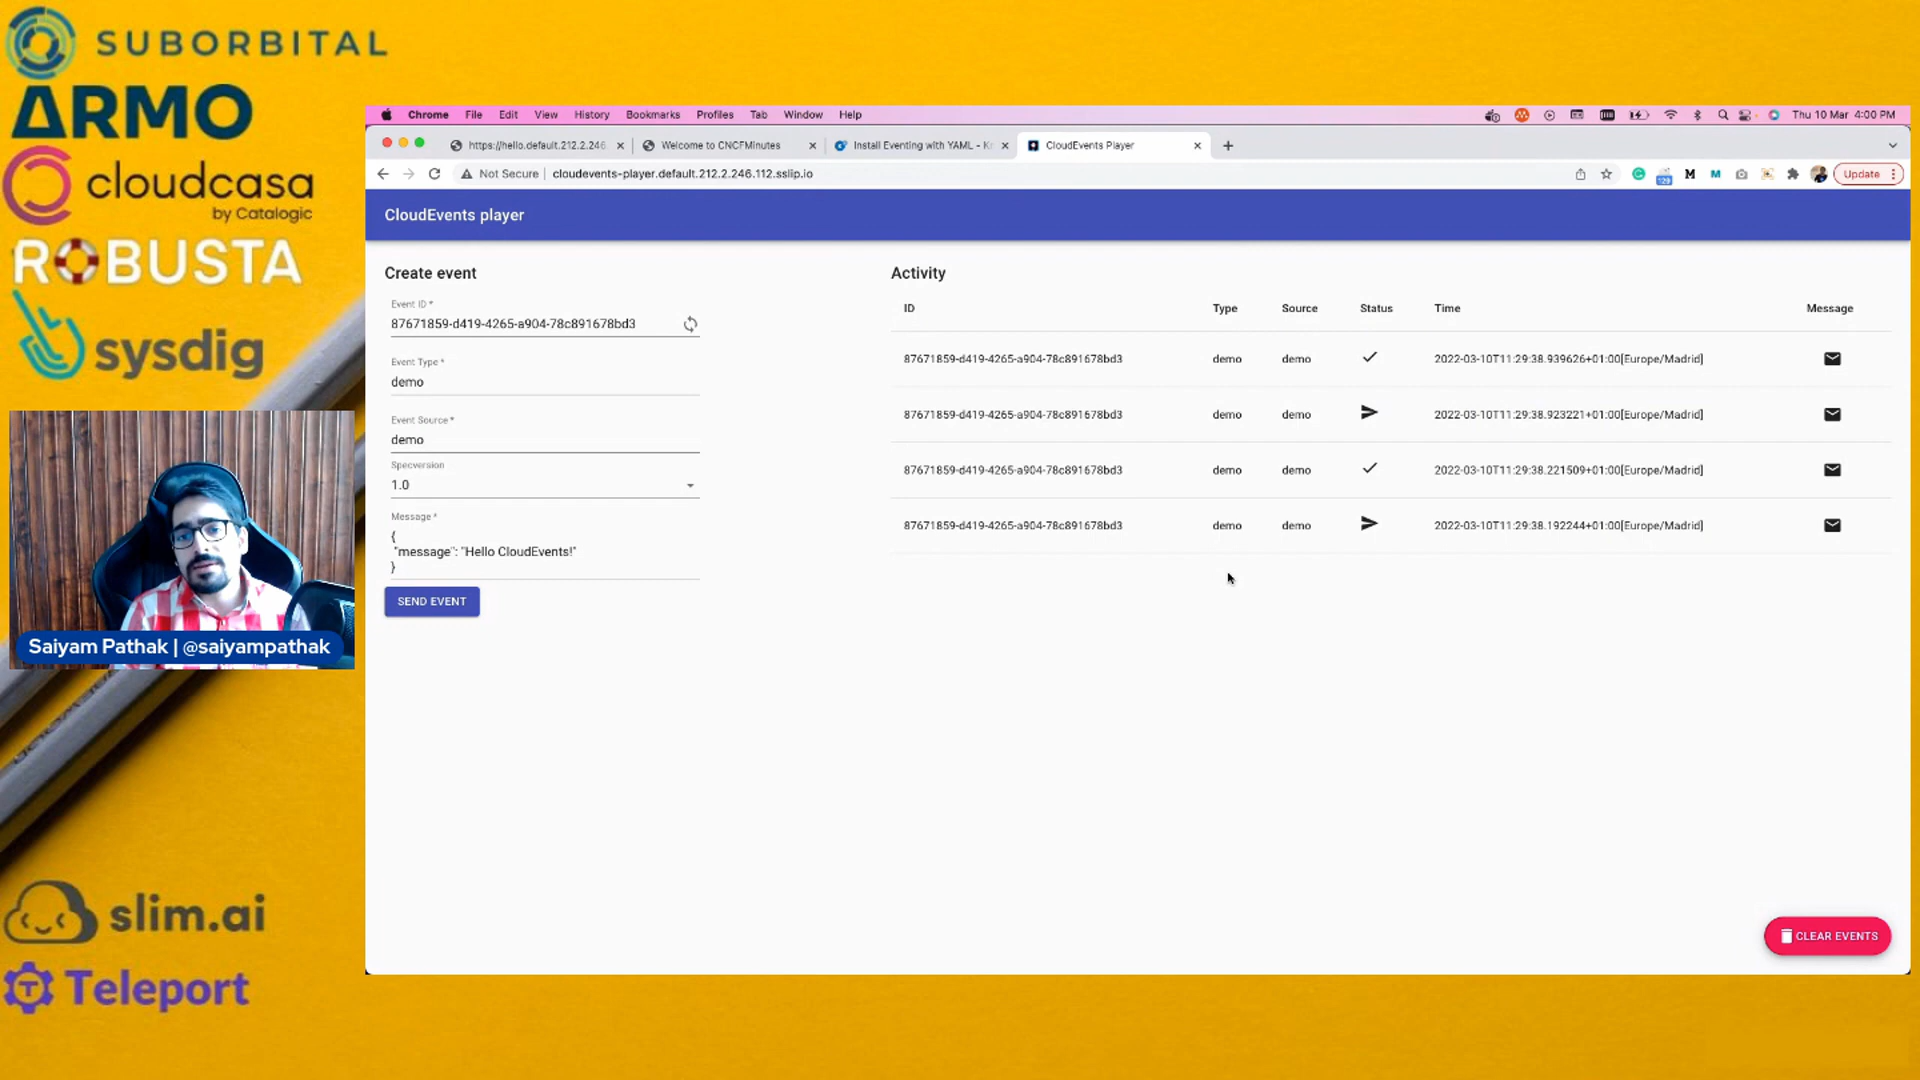 SUBORBITAL
ARMO
cloudcasa
by Catalogic
ROBUSTA
sysdig
Saiyam Pathak | @saiyampathak
slim.ai
Teleport
Chrome File Edit View History Bookmarks Profiles Tab Window Help
Thu 10 Mar 4:00 PM
https://hello.default.212.2.246
Welcome to CNCFMinutes
Install Eventing with YAML - Kn
CloudEvents Player
Not Secure | cloudevents-player.default.212.2.246.112.sslip.io
Update
CloudEvents player
Create event
Event ID *
87671859-d419-4265-a904-78c891678bd3
Event Type *
demo
Event Source *
demo
Specversion
1.0
Message *
{
"message": "Hello CloudEvents!"
}
SEND EVENT
Activity
ID Type Source Status Time Message
87671859-d419-4265-a904-78c891678bd3 demo demo 2022-03-10T11:29:38.939626+01:00[Europe/Madrid]
87671859-d419-4265-a904-78c891678bd3 demo demo 2022-03-10T11:29:38.923221+01:00[Europe/Madrid]
87671859-d419-4265-a904-78c891678bd3 demo demo 2022-03-10T11:29:38.221509+01:00[Europe/Madrid]
87671859-d419-4265-a904-78c891678bd3 demo demo 2022-03-10T11:29:38.192244+01:00[Europe/Madrid]
CLEAR EVENTS